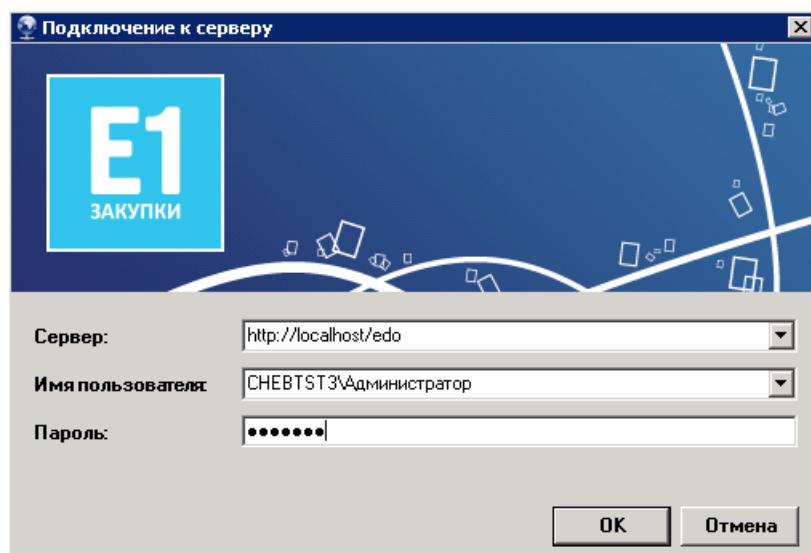 Подключение к серверу
E1
ЗАКУПКИ
Сервер:
http://localhost/edo
Имя пользователя:
CHEBTST3\Администратор
Пароль:
•••••••
OK
Отмена